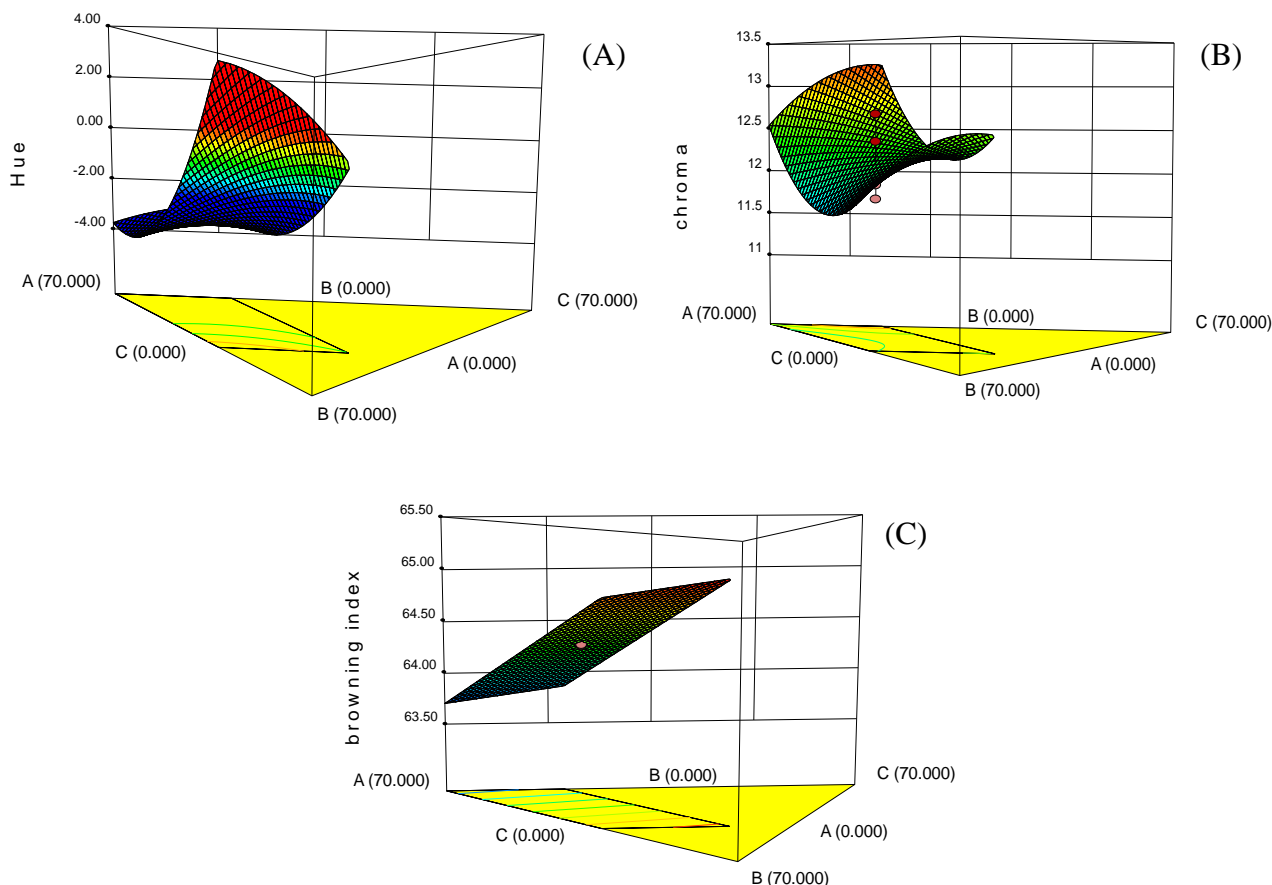 (A)
Hue
4.00
2.00
0.00
-2.00
-4.00
A (70.000)
B (0.000)
C (70.000)
C (0.000)
A (0.000)
B (70.000)
(B)
chroma
13.5
13
12.5
12
11.5
11
A (70.000)
B (0.000)
C (70.000)
C (0.000)
A (0.000)
B (70.000)
(C)
browning index
65.50
65.00
64.50
64.00
63.50
A (70.000)
B (0.000)
C (70.000)
C (0.000)
A (0.000)
B (70.000)